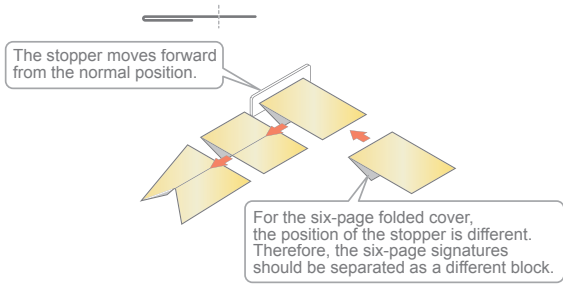 The stopper moves forward
from the normal position.
For the six-page folded cover,
the position of the stopper is different.
Therefore, the six-page signatures
should be separated as a different block.